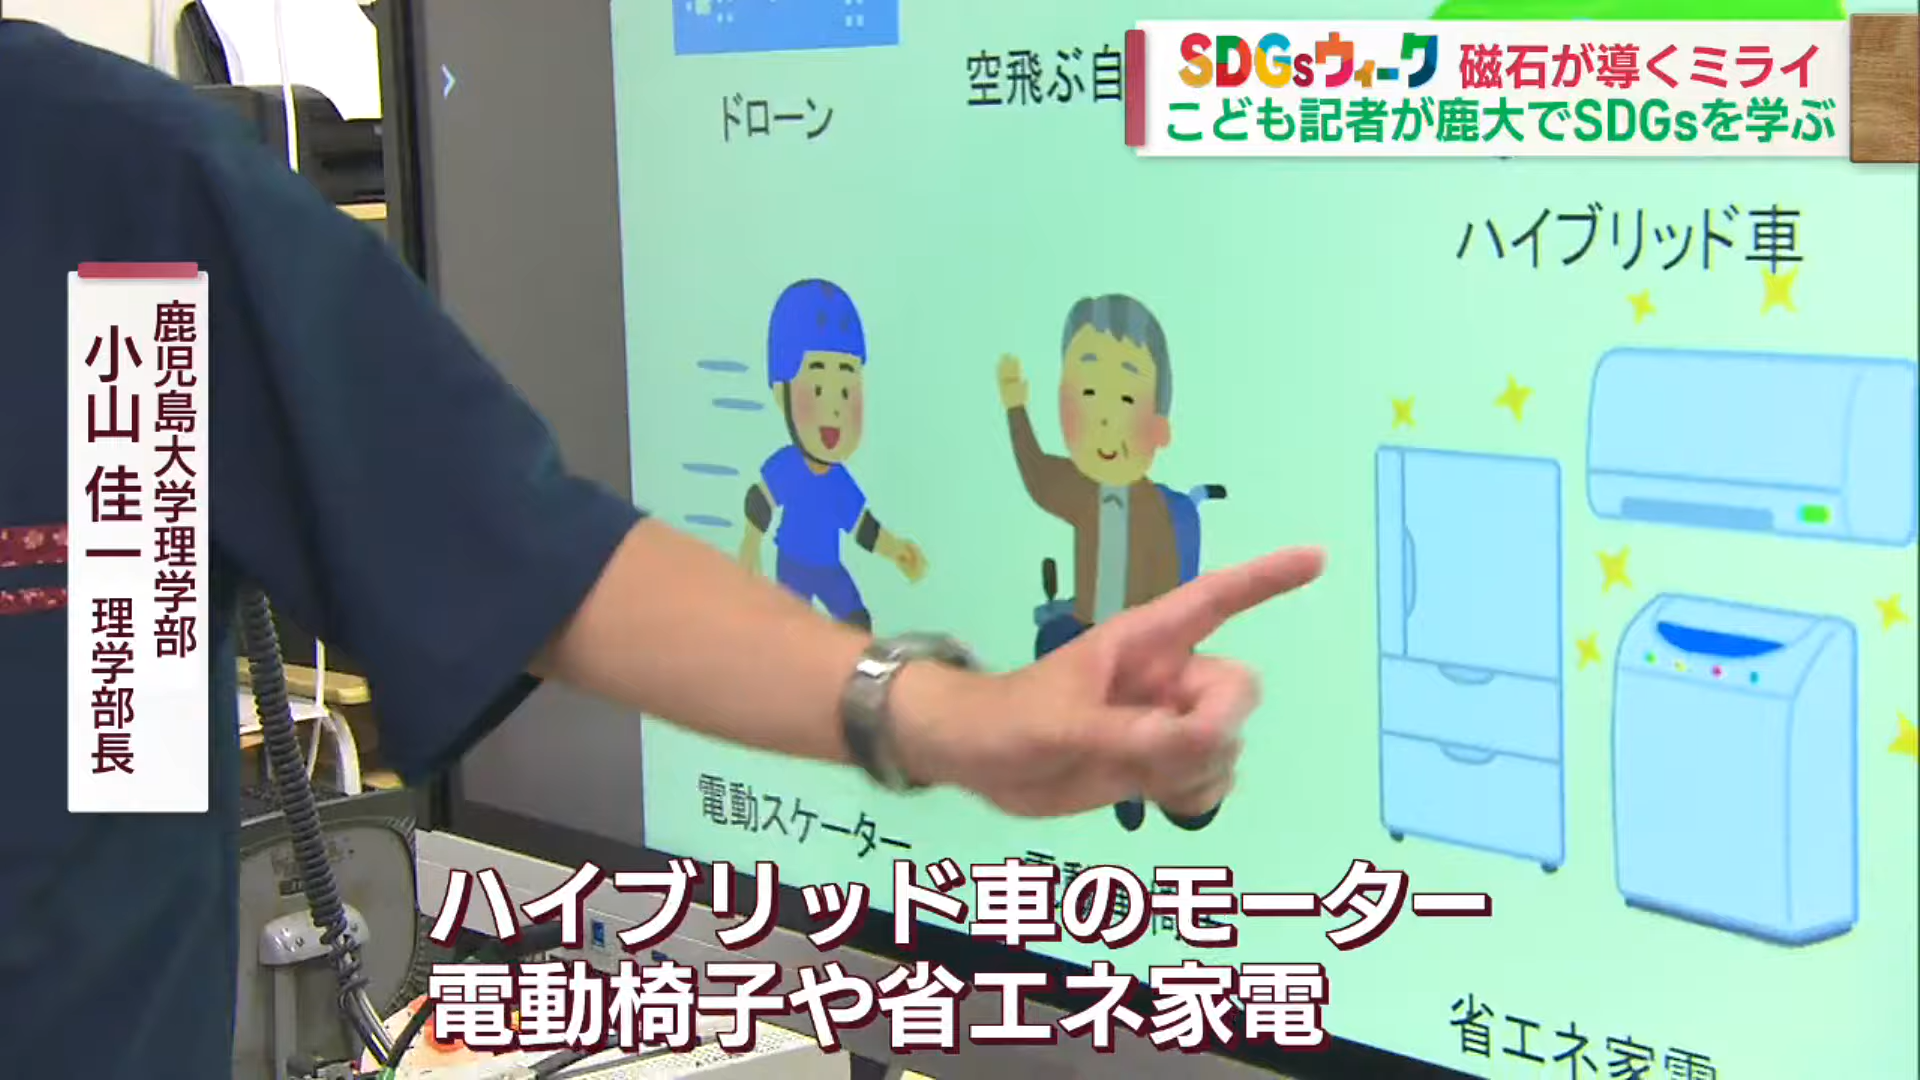 SDGsウィーク 磁石が導くミライ
こども記者が鹿大でSDGsを学ぶ
ドローン
空飛ぶ自
ハイブリッド車
鹿児島大学理学部
小山 佳一 理学部長
電動スケーター
省エネ家電
ハイブリッド車のモーター
電動椅子や省エネ家電